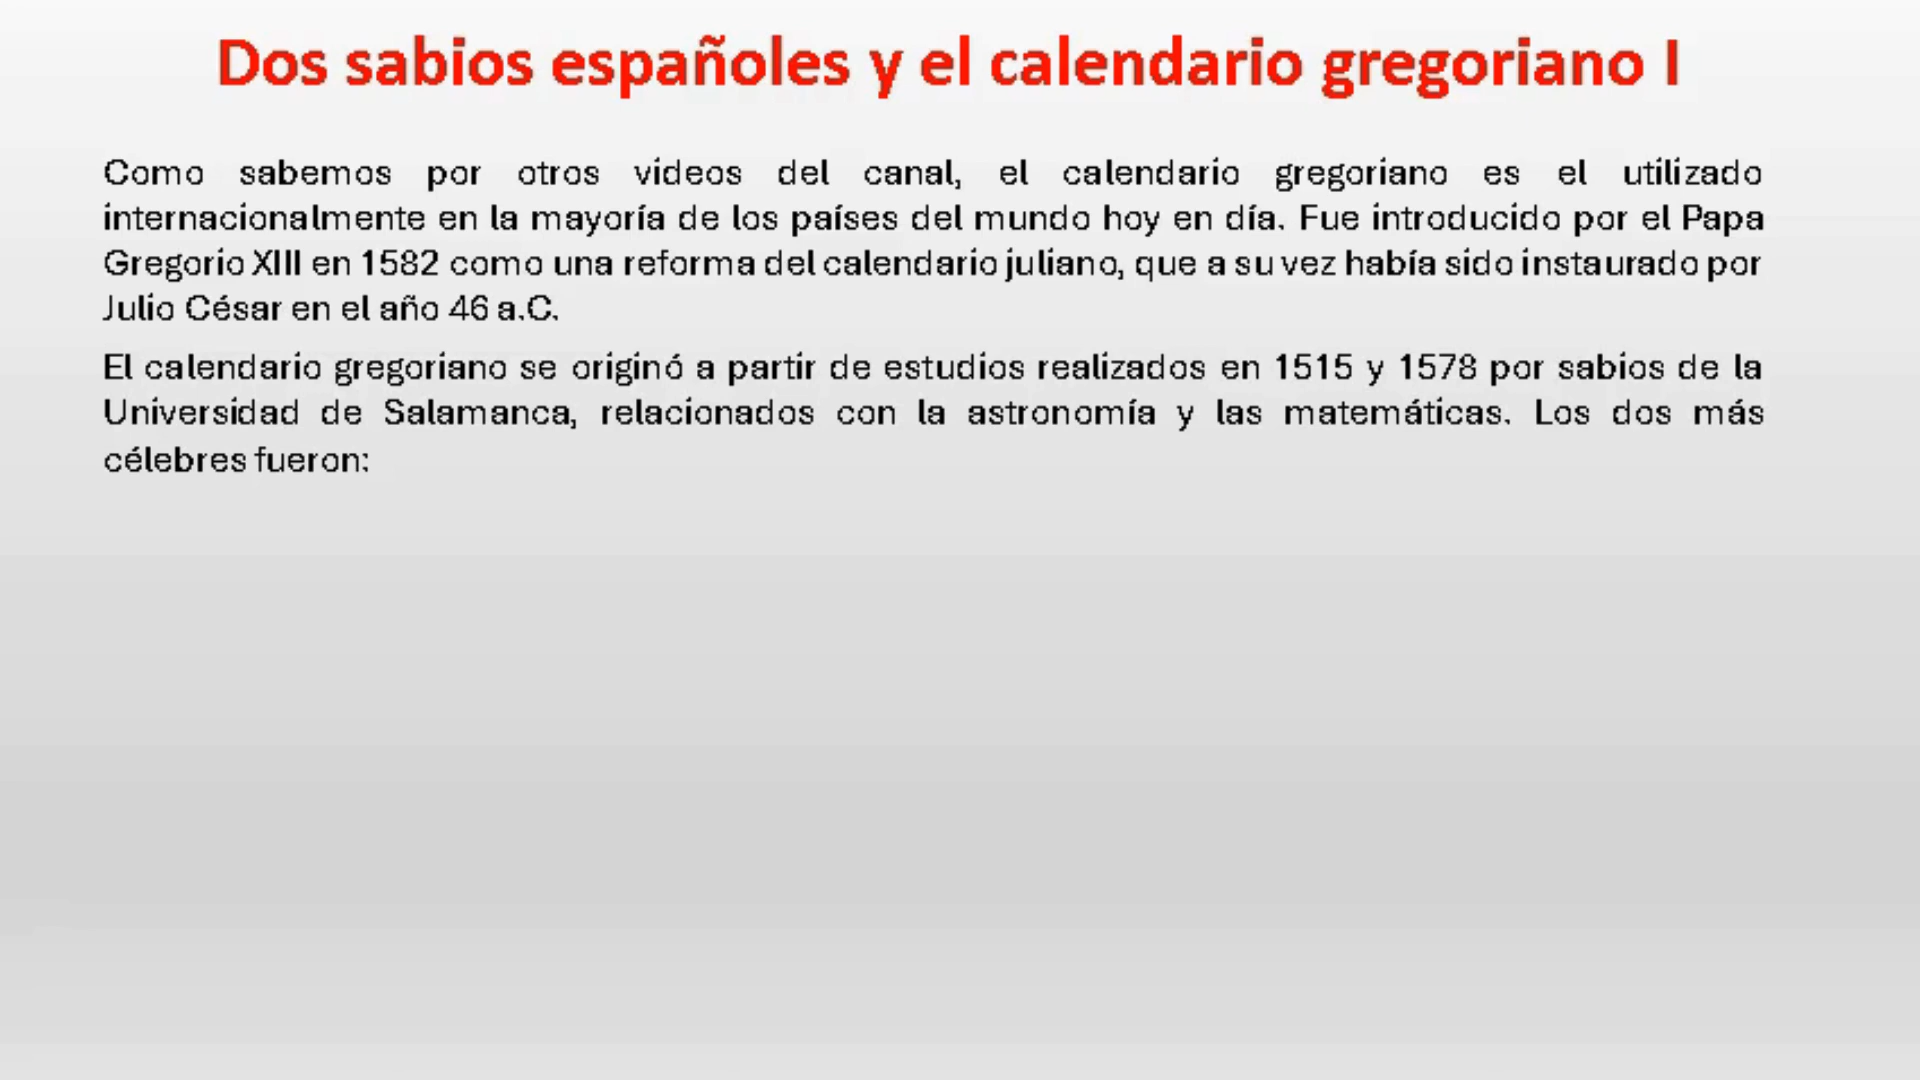 Dos sabios españoles y el calendario gregoriano I
Como sabemos por otros videos del canal, el calendario gregoriano es el utilizado
internacionalmente en la mayoría de los países del mundo hoy en día. Fue introducido por el Papa
Gregorio XIII en 1582 como una reforma del calendario juliano, que a su vez había sido instaurado por
Julio César en el año 46 a.C.
El calendario gregoriano se originó a partir de estudios realizados en 1515 y 1578 por sabios de la
Universidad de Salamanca, relacionados con la astronomía y las matemáticas. Los dos más
célebres fueron: